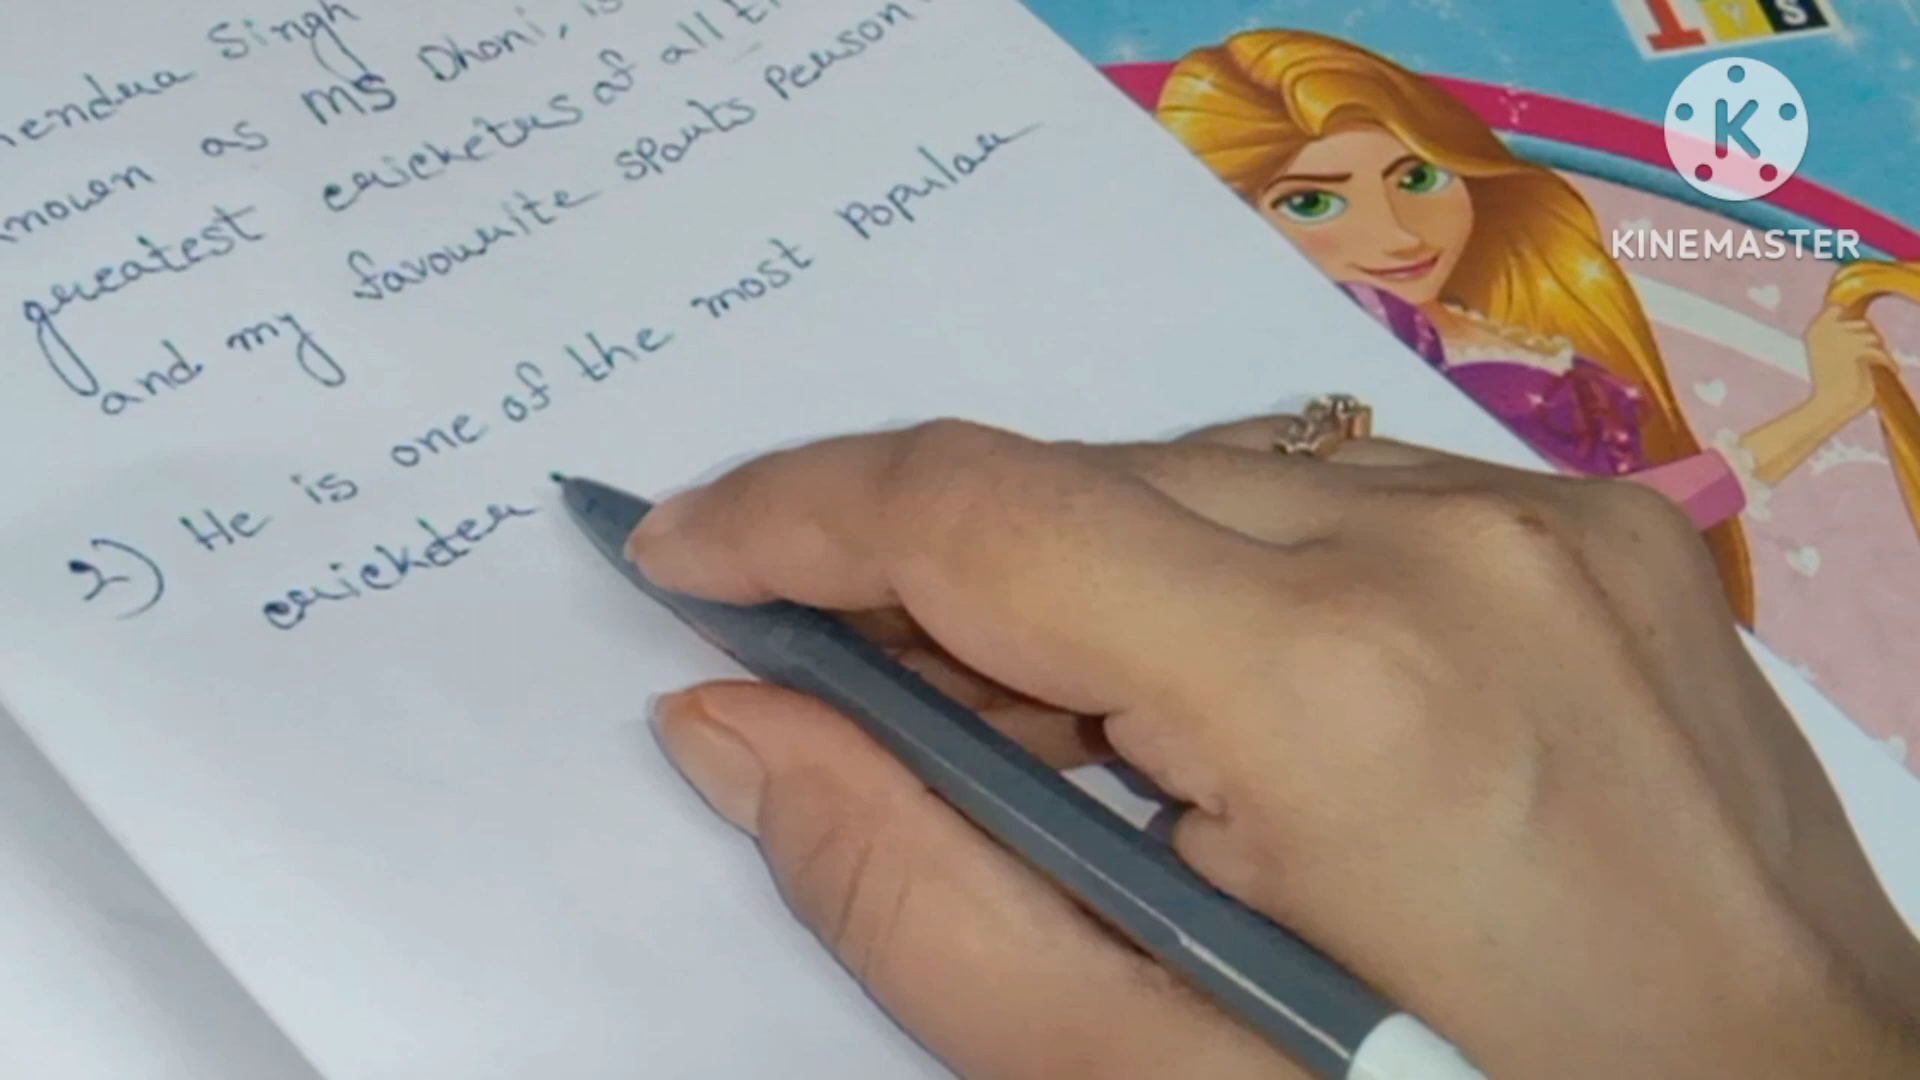 Singh
as MS Dhoni, is
greatest cricketers of all
and my favourite sports person
2) He is one of the most popular
cricketer
KINEMASTER